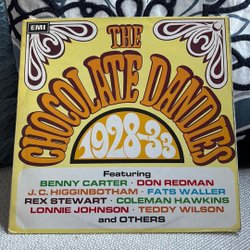 EMI
THE
CHOCOLATE DANDIES
1928-33
Featuring
BENNY CARTER · DON REDMAN
J.C. HIGGINBOTHAM · FATS WALLER
REX STEWART · COLEMAN HAWKINS
LONNIE JOHNSON · TEDDY WILSON
and OTHERS